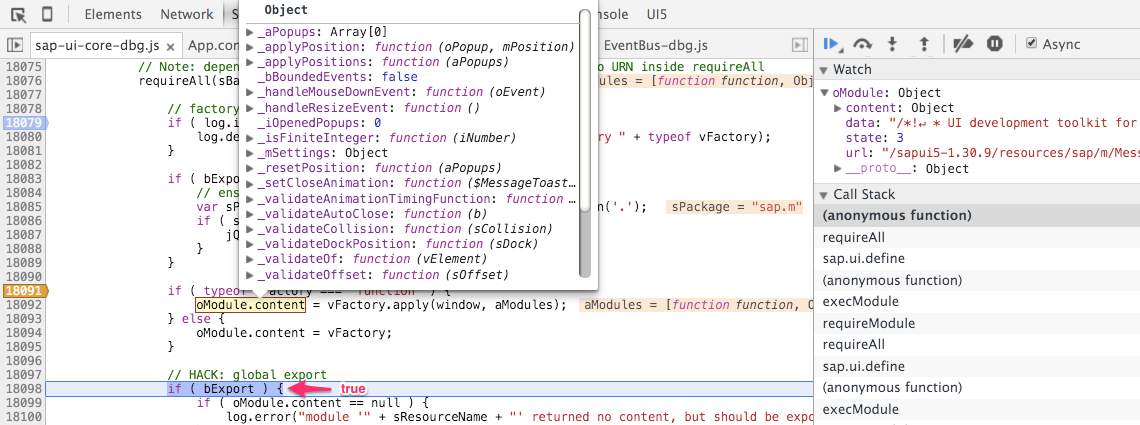 Elements Network S
nsole UI5
sap-ui-core-dbg.js × App.com
EventBus-dbg.js
Async
Object
_aPopups: Array[0]
_applyPosition: function (oPopup, mPosition)
_applyPositions: function (aPopups)
_bBoundedEvents: false
_handleMouseDownEvent: function (oEvent)
_handleResizeEvent: function ()
_iOpenedPopups: 0
_isFiniteInteger: function (iNumber)
_mSettings: Object
_resetPosition: function (aPopups)
_setCloseAnimation: function ($MessageToast…
_validateAnimationTimingFunction: function …
_validateAutoClose: function (b)
_validateCollision: function (sCollision)
_validateDockPosition: function (sDock)
_validateOf: function (vElement)
_validateOffset: function (sOffset)
18075 // Note: depen o URN inside requireAll
18076 requireAll(sBa dules = [function function, Obj
18077
18078 // factory
18079 if ( log.i
18080 log.de ry " + typeof vFactory);
18081 }
18082
18083 if ( bExpo
18084 // ens
18085 var sP n('.'); sPackage = "sap.m"
18086 if ( s
18087 jQ
18088 }
18089 }
18090
18091 if ( typeof vFactory === 'function' ) {
18092 oModule.content = vFactory.apply(window, aModules); aModules = [function function, O
18093 } else {
18094 oModule.content = vFactory;
18095 }
18096
18097 // HACK: global export
18098 if ( bExport ) { true
18099 if ( oModule.content == null ) {
18100 log.error("module '" + sResourceName + "' returned no content, but should be expo
Watch
oModule: Object
content: Object
data: "/*!↵ * UI development toolkit for
state: 3
url: "/sapui5-1.30.9/resources/sap/m/Mess
__proto__: Object
Call Stack
(anonymous function)
requireAll
sap.ui.define
(anonymous function)
execModule
requireModule
requireAll
sap.ui.define
(anonymous function)
execModule